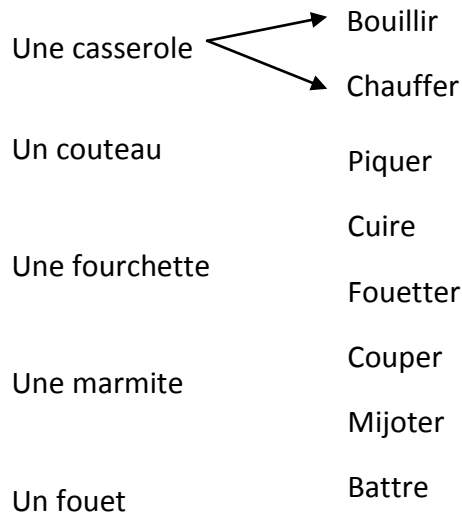 Une casserole
Un couteau
Une fourchette
Une marmite
Un fouet
Bouillir
Chauffer
Piquer
Cuire
Fouetter
Couper
Mijoter
Battre